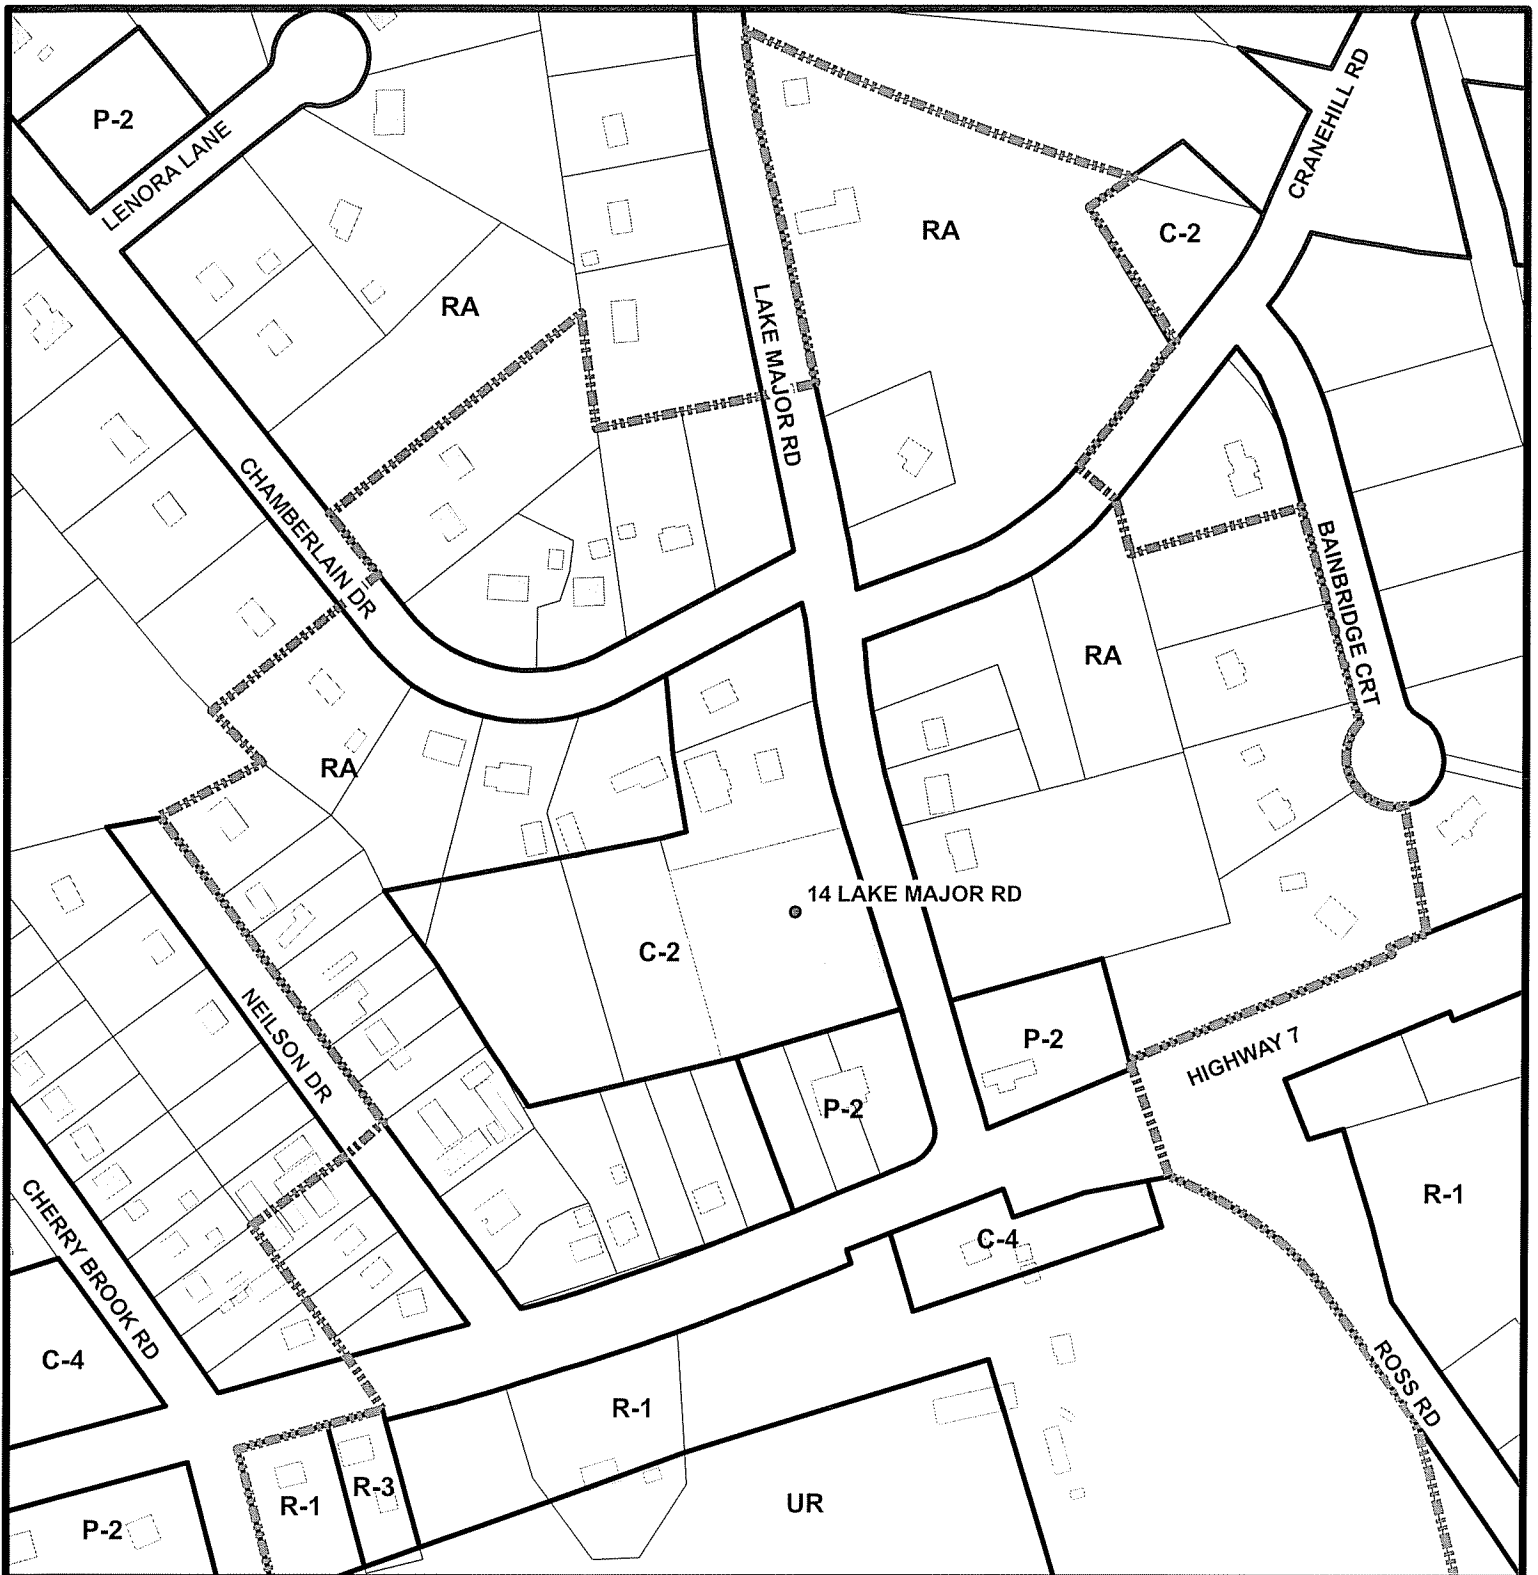 P-2
LENORA LANE
CRANEHILL RD
RA
C-2
RA
LAKE MAJOR RD
CHAMBERLAIN DR
BAINBRIDGE CRT
RA
RA
14 LAKE MAJOR RD
C-2
NEILSON DR
P-2
HIGHWAY 7
P-2
CHERRY BROOK RD
R-1
C-4
C-4
ROSS RD
R-1
R-3
R-1
UR
P-2